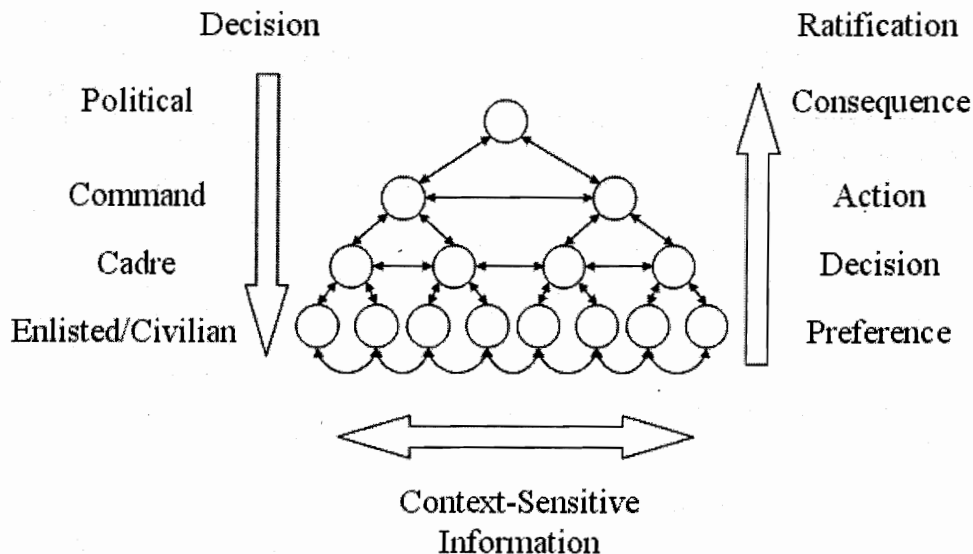 Decision
Ratification
Political
Consequence
Command
Action
Cadre
Decision
Enlisted/Civilian
Preference
Context-Sensitive
Information